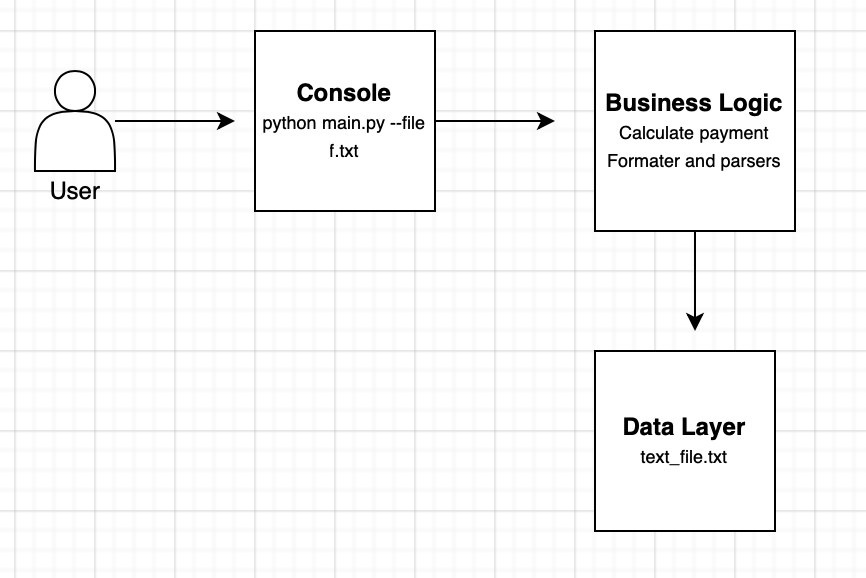 Console
python main.py --file
f.txt
Business Logic
Calculate payment
Formater and parsers
User
Data Layer
text_file.txt